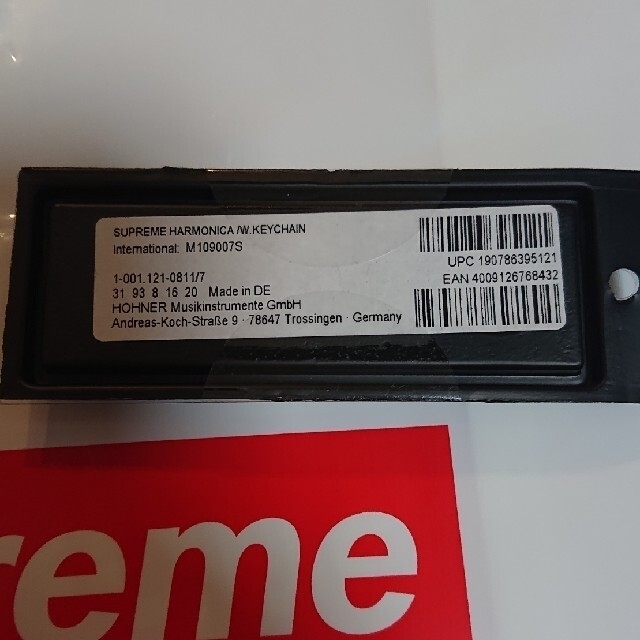 SUPREME HARMONICA /W.KEYCHAIN
International: M109007S
UPC 190786395121
EAN 4009126768432
1-001.121-0811/7
31 93 8 16 20 Made in DE
HOHNER Musikinstrumente GmbH
Andreas-Koch-Straße 9 · 78647 Trossingen · Germany
reme